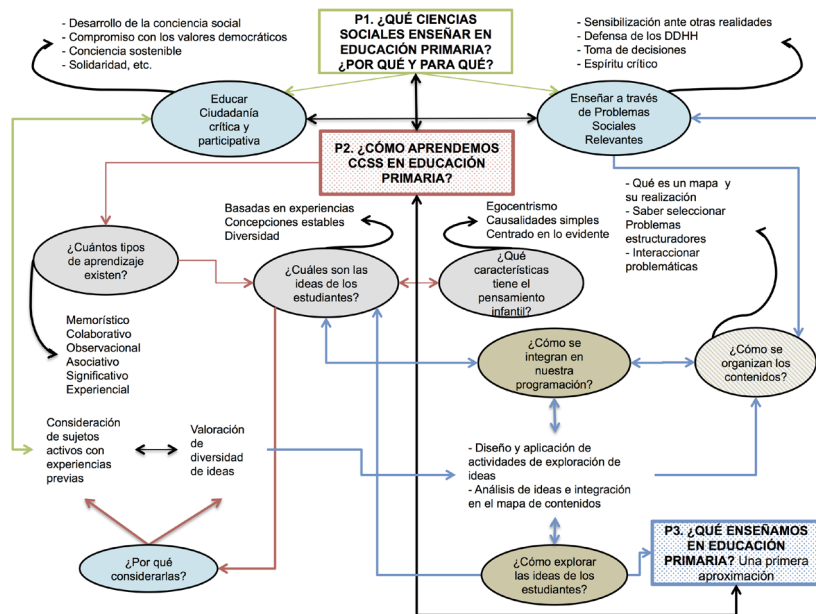 - Desarrollo de la conciencia social
- Compromiso con los valores democráticos
- Conciencia sostenible
- Solidaridad, etc.
P1. ¿QUÉ CIENCIAS
SOCIALES ENSEÑAR EN
EDUCACIÓN PRIMARIA?
¿POR QUÉ Y PARA QUÉ?
- Sensibilización ante otras realidades
- Defensa de los DDHH
- Toma de decisiones
- Espíritu crítico
Educar
Ciudadanía
crítica y
participativa
Enseñar a través
de Problemas
Sociales
Relevantes
P2. ¿CÓMO APRENDEMOS
CCSS EN EDUCACIÓN
PRIMARIA?
- Qué es un mapa y
su realización
- Saber seleccionar
Problemas
estructuradores
- Interaccionar
problemáticas
Basadas en experiencias
Concepciones estables
Diversidad
Egocentrismo
Causalidades simples
Centrado en lo evidente
¿Cuántos tipos
de aprendizaje
existen?
¿Cuáles son las
ideas de los
estudiantes?
¿Qué
características
tiene el
pensamiento
infantil?
Memorístico
Colaborativo
Observacional
Asociativo
Significativo
Experiencial
¿Cómo se
integran en
nuestra
programación?
¿Cómo se
organizan los
contenidos?
Consideración
de sujetos
activos con
experiencias
previas
Valoración
de
diversidad
de ideas
- Diseño y aplicación de
actividades de exploración de
ideas
- Análisis de ideas e integración
en el mapa de contenidos
¿Por qué
considerarlas?
¿Cómo explorar
las ideas de los
estudiantes?
P3. ¿QUÉ ENSEÑAMOS
EN EDUCACIÓN
PRIMARIA? Una primera
aproximación